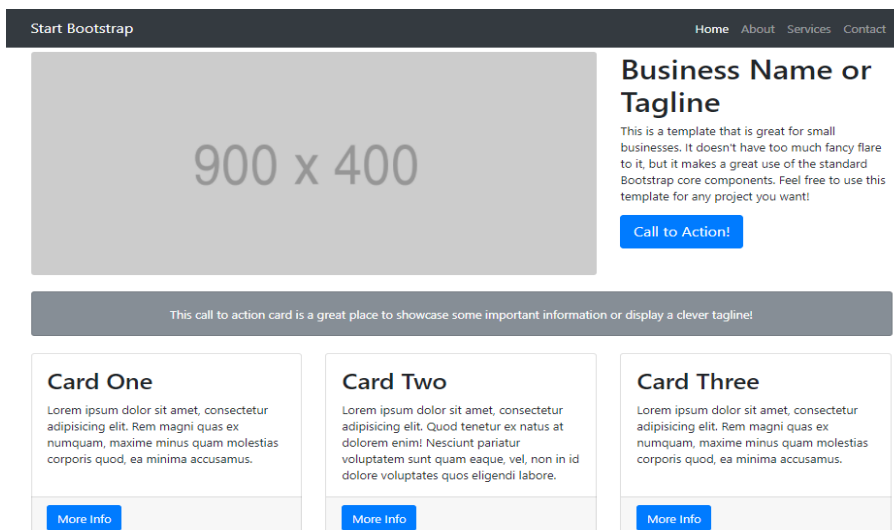 Start Bootstrap
Home About Services Contact
900 x 400
Business Name or
Tagline
This is a template that is great for small
businesses. It doesn't have too much fancy flare
to it, but it makes a great use of the standard
Bootstrap core components. Feel free to use this
template for any project you want!
Call to Action!
This call to action card is a great place to showcase some important information or display a clever tagline!
Card One
Lorem ipsum dolor sit amet, consectetur
adipisicing elit. Rem magni quas ex
numquam, maxime minus quam molestias
corporis quod, ea minima accusamus.
More Info
Card Two
Lorem ipsum dolor sit amet, consectetur
adipisicing elit. Quod tenetur ex natus at
dolorem enim! Nesciunt pariatur
voluptatem sunt quam eaque, vel, non in id
dolore voluptates quos eligendi labore.
More Info
Card Three
Lorem ipsum dolor sit amet, consectetur
adipisicing elit. Rem magni quas ex
numquam, maxime minus quam molestias
corporis quod, ea minima accusamus.
More Info